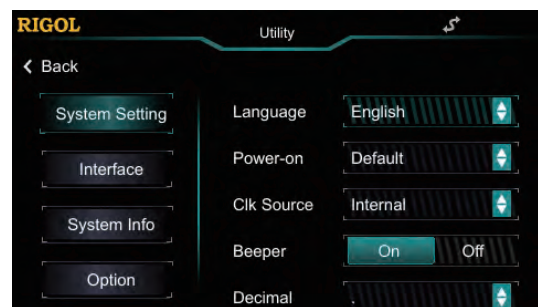 RIGOL
Utility
Back
System Setting
Interface
System Info
Option
Language English
Power-on Default
Clk Source Internal
Beeper On Off
Decimal .